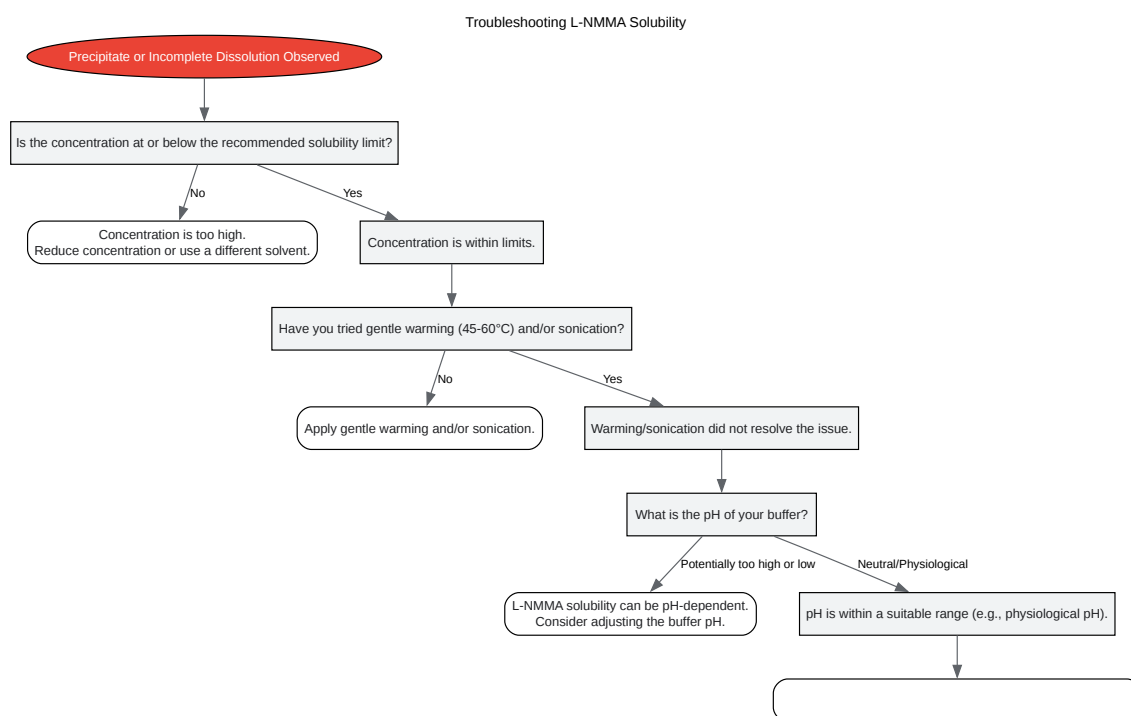 Troubleshooting L-NMMA Solubility
Precipitate or Incomplete Dissolution Observed
Is the concentration at or below the recommended solubility limit?
No
Yes
Concentration is too high.
Reduce concentration or use a different solvent.
Concentration is within limits.
Have you tried gentle warming (45-60°C) and/or sonication?
No
Yes
Apply gentle warming and/or sonication.
Warming/sonication did not resolve the issue.
What is the pH of your buffer?
Potentially too high or low
Neutral/Physiological
L-NMMA solubility can be pH-dependent.
Consider adjusting the buffer pH.
pH is within a suitable range (e.g., physiological pH).